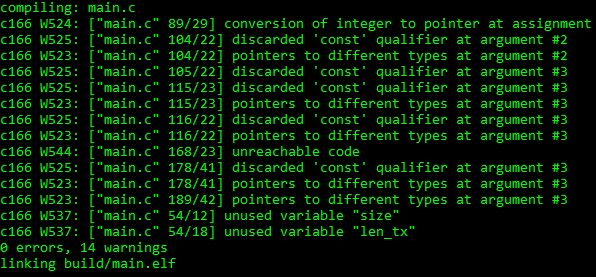 compiling: main.c
c166 W524: ["main.c" 89/29] conversion of integer to pointer at assignment
c166 W525: ["main.c" 104/22] discarded 'const' qualifier at argument #2
c166 W523: ["main.c" 104/22] pointers to different types at argument #2
c166 W525: ["main.c" 105/22] discarded 'const' qualifier at argument #3
c166 W525: ["main.c" 115/23] discarded 'const' qualifier at argument #3
c166 W523: ["main.c" 115/23] pointers to different types at argument #3
c166 W525: ["main.c" 116/22] discarded 'const' qualifier at argument #3
c166 W523: ["main.c" 116/22] pointers to different types at argument #3
c166 W544: ["main.c" 168/23] unreachable code
c166 W525: ["main.c" 178/41] discarded 'const' qualifier at argument #3
c166 W523: ["main.c" 178/41] pointers to different types at argument #3
c166 W523: ["main.c" 189/42] pointers to different types at argument #3
c166 W537: ["main.c" 54/12] unused variable "size"
c166 W537: ["main.c" 54/18] unused variable "len_tx"
0 errors, 14 warnings
linking build/main.elf